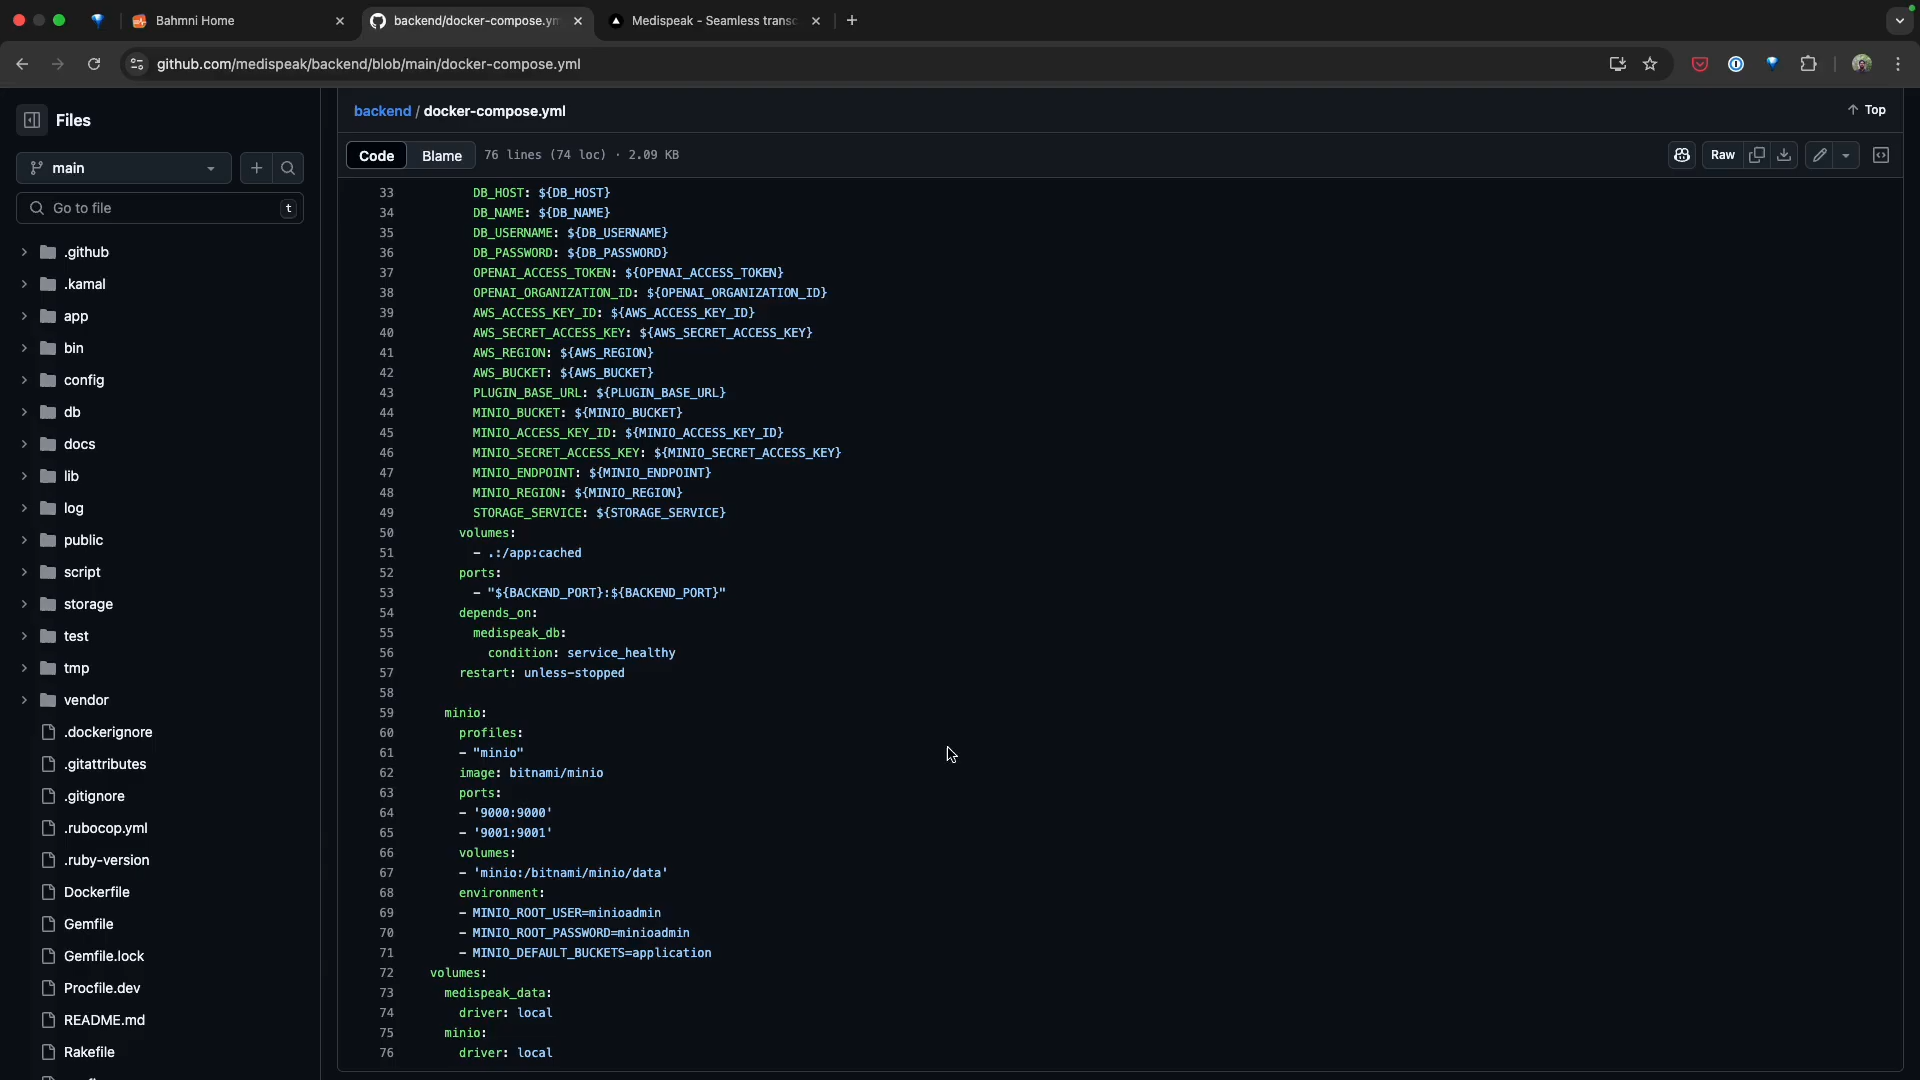 Bahmni Home
backend/docker-compose.ym
Medispeak - Seamless transc
github.com/medispeak/backend/blob/main/docker-compose.yml
Files
main
Go to file
t
.github
.kamal
app
bin
config
db
docs
lib
log
public
script
storage
test
tmp
vendor
.dockerignore
.gitattributes
.gitignore
.rubocop.yml
.ruby-version
Dockerfile
Gemfile
Gemfile.lock
Procfile.dev
README.md
Rakefile
backend / docker-compose.yml
Top
Code Blame 76 lines (74 loc) · 2.09 KB
Raw
33 DB_HOST: ${DB_HOST}
34 DB_NAME: ${DB_NAME}
35 DB_USERNAME: ${DB_USERNAME}
36 DB_PASSWORD: ${DB_PASSWORD}
37 OPENAI_ACCESS_TOKEN: ${OPENAI_ACCESS_TOKEN}
38 OPENAI_ORGANIZATION_ID: ${OPENAI_ORGANIZATION_ID}
39 AWS_ACCESS_KEY_ID: ${AWS_ACCESS_KEY_ID}
40 AWS_SECRET_ACCESS_KEY: ${AWS_SECRET_ACCESS_KEY}
41 AWS_REGION: ${AWS_REGION}
42 AWS_BUCKET: ${AWS_BUCKET}
43 PLUGIN_BASE_URL: ${PLUGIN_BASE_URL}
44 MINIO_BUCKET: ${MINIO_BUCKET}
45 MINIO_ACCESS_KEY_ID: ${MINIO_ACCESS_KEY_ID}
46 MINIO_SECRET_ACCESS_KEY: ${MINIO_SECRET_ACCESS_KEY}
47 MINIO_ENDPOINT: ${MINIO_ENDPOINT}
48 MINIO_REGION: ${MINIO_REGION}
49 STORAGE_SERVICE: ${STORAGE_SERVICE}
50 volumes:
51 - .:/app:cached
52 ports:
53 - "${BACKEND_PORT}:${BACKEND_PORT}"
54 depends_on:
55 medispeak_db:
56 condition: service_healthy
57 restart: unless-stopped
58
59 minio:
60 profiles:
61 - "minio"
62 image: bitnami/minio
63 ports:
64 - '9000:9000'
65 - '9001:9001'
66 volumes:
67 - 'minio:/bitnami/minio/data'
68 environment:
69 - MINIO_ROOT_USER=minioadmin
70 - MINIO_ROOT_PASSWORD=minioadmin
71 - MINIO_DEFAULT_BUCKETS=application
72 volumes:
73 medispeak_data:
74 driver: local
75 minio:
76 driver: local